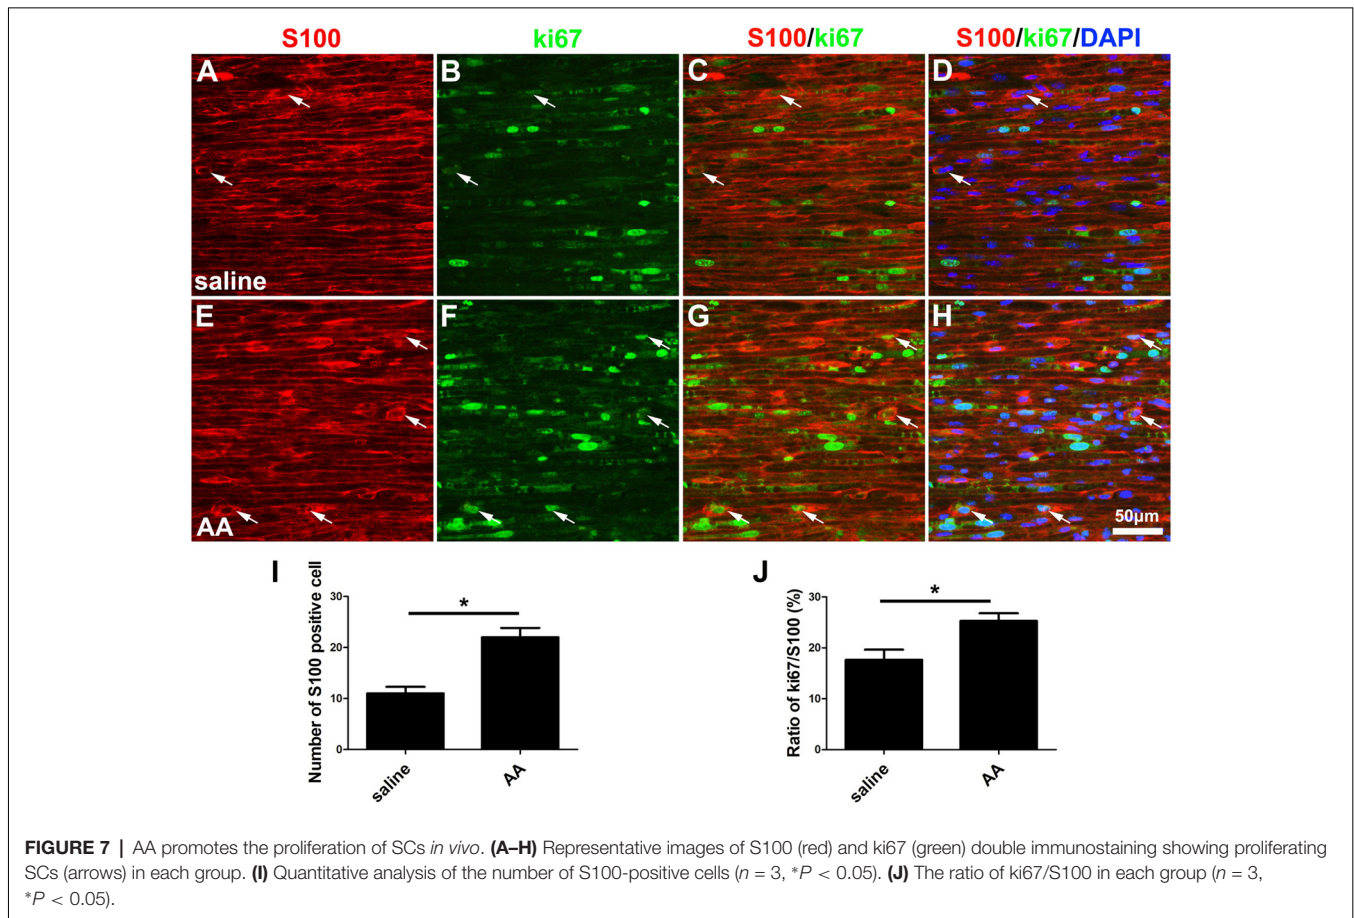 S100 ki67 S100/ki67 S100/ki67/DAPI
A B C D
saline
E F G H
AA 50µm
I J
Number of S100 positive cell
30
20
10
0
*
saline AA
Ratio of ki67/S100 (%)
30
20
10
0
*
saline AA
FIGURE 7 | AA promotes the proliferation of SCs in vivo. (A–H) Representative images of S100 (red) and ki67 (green) double immunostaining showing proliferating
SCs (arrows) in each group. (I) Quantitative analysis of the number of S100-positive cells (n = 3, *P < 0.05). (J) The ratio of ki67/S100 in each group (n = 3,
*P < 0.05).